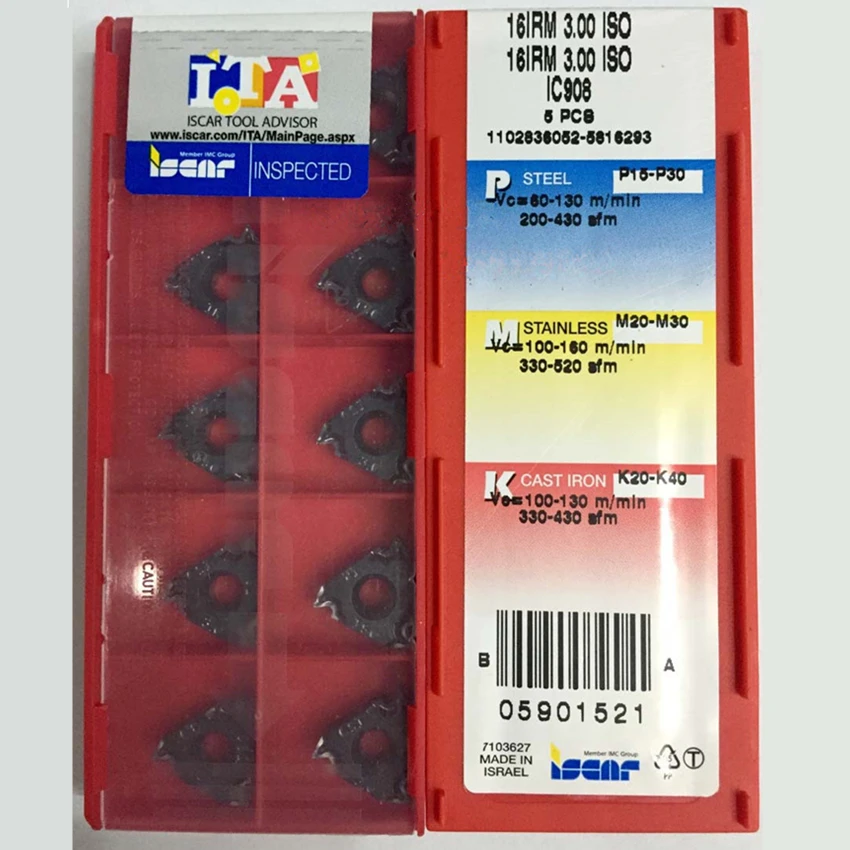 ITA
ISCAR TOOL ADVISOR
www.iscar.com/ITA/MainPage.aspx
Member IMC Group
iscar
INSPECTED
CAUTI
16IRM 3.00 ISO
16IRM 3.00 ISO
IC908
5 PCS
1102836052-5816293
P STEEL P15-P30
Vc=60-130 m/min
200-430 sfm
M STAINLESS M20-M30
Vc=100-160 m/min
330-520 sfm
K CAST IRON K20-K40
Vc=100-130 m/min
330-430 sfm
B A
05901521
7103627
MADE IN
ISRAEL
Member IMC Group
iscar
PP
T